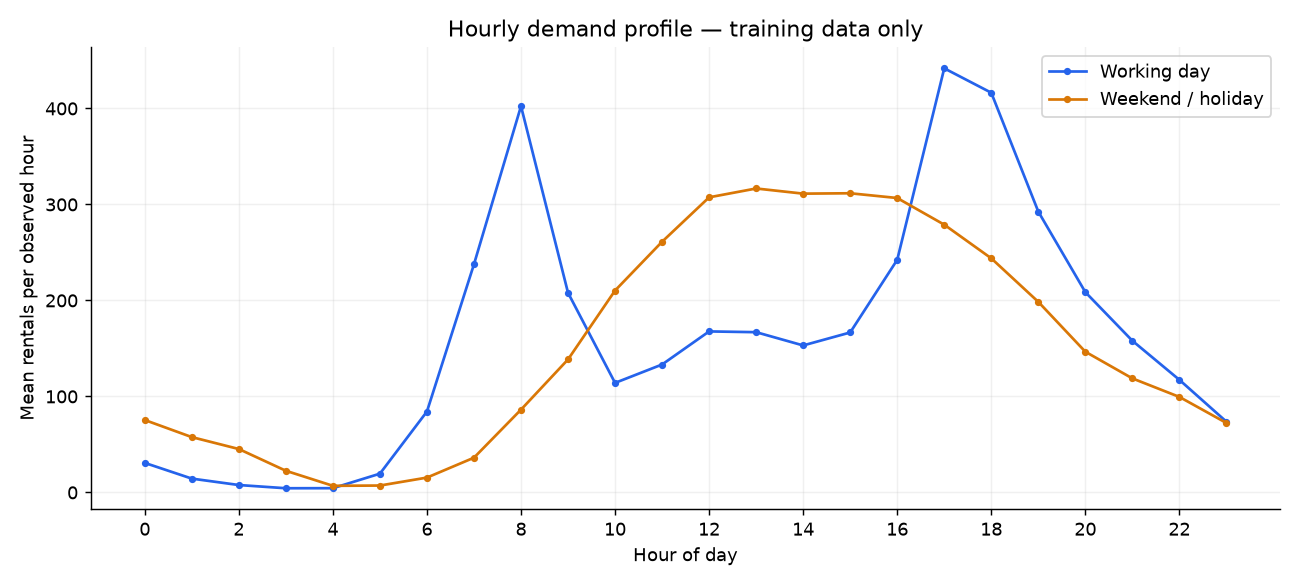 Hourly demand profile — training data only
Working day
Weekend / holiday
Mean rentals per observed hour
400
300
200
100
0
0 2 4 6 8 10 12 14 16 18 20 22
Hour of day